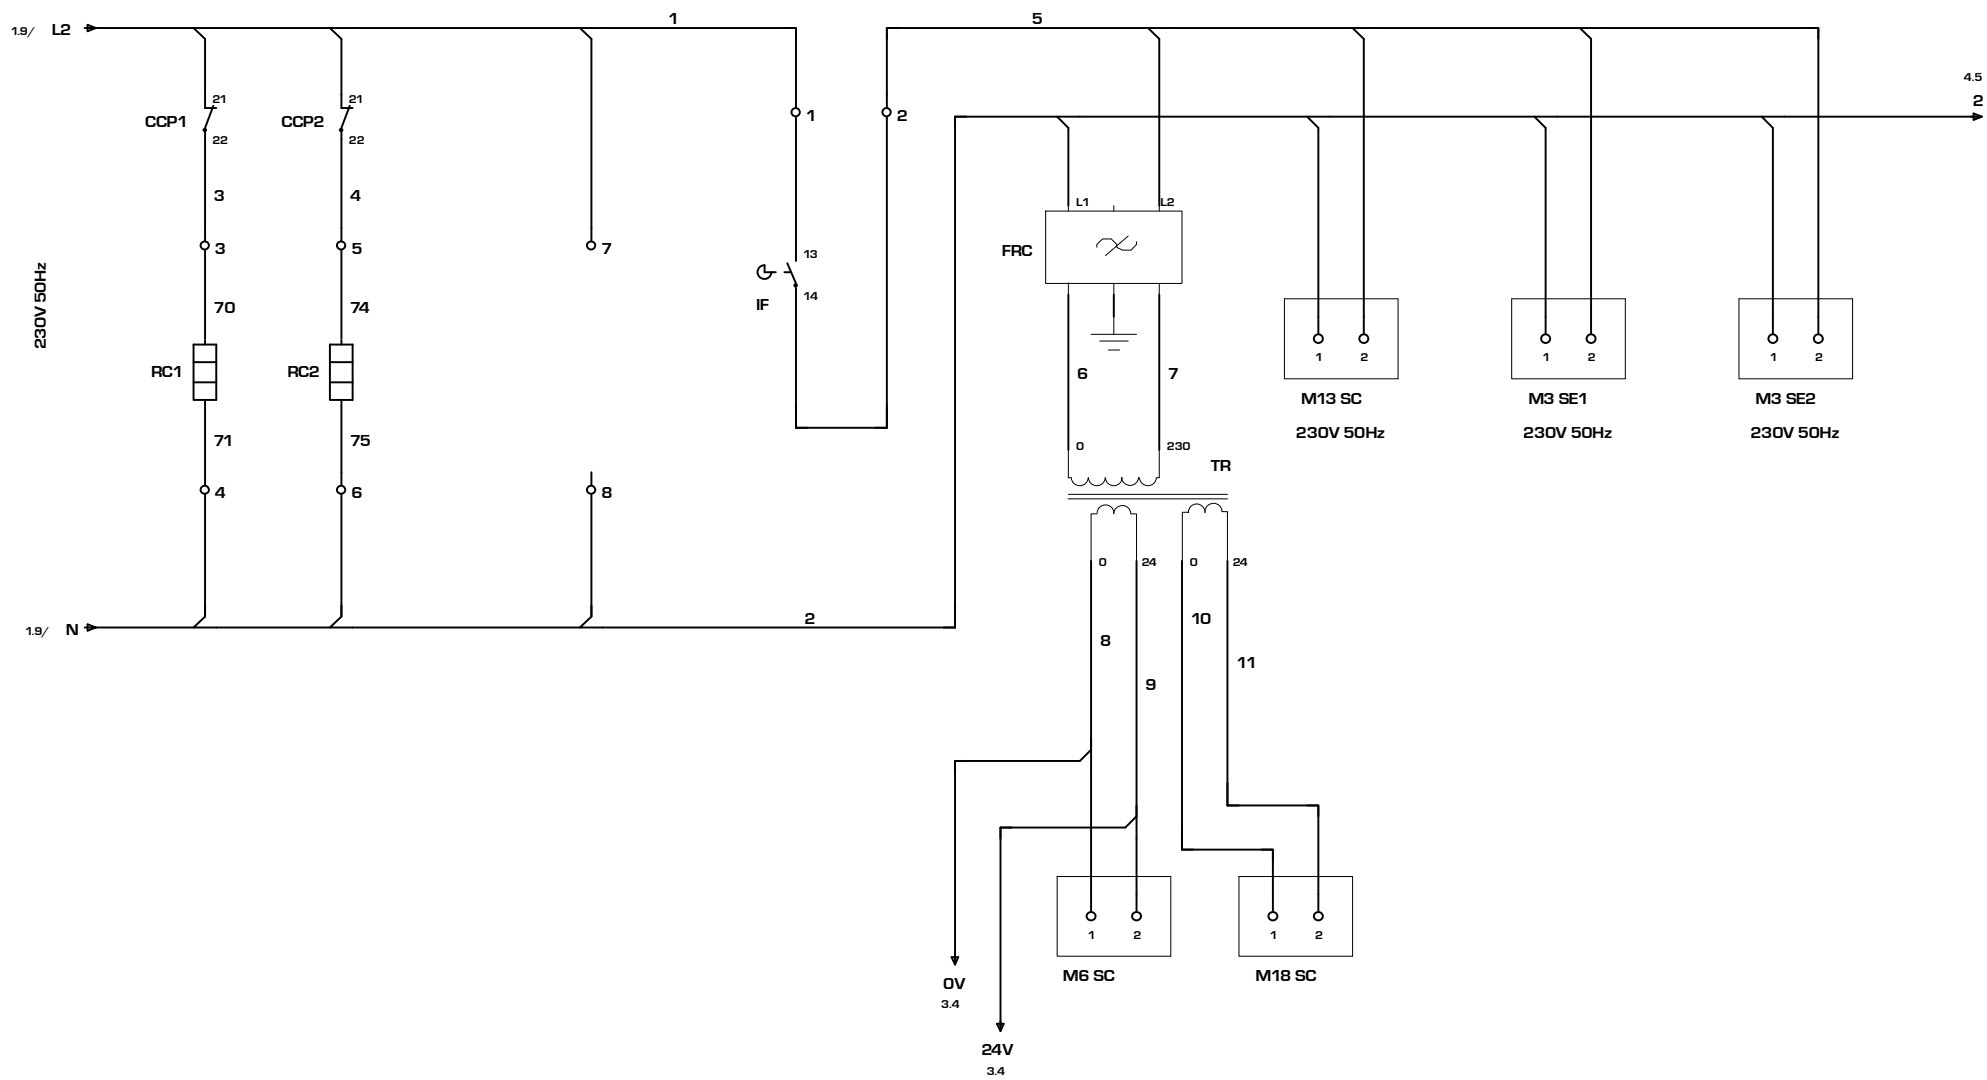 1.9/ L2
1
5
4.5
2
21
CCP1
22
21
CCP2
22
1
2
3
4
L1
L2
3
5
7
FRC
13
14
IF
230V 50Hz
70
74
RC1
RC2
6
7
1
2
1
2
1
2
M13 SC
M3 SE1
M3 SE2
230V 50Hz
230V 50Hz
230V 50Hz
71
75
0
230
TR
4
6
8
0
24
0
24
1.9/ N
2
8
10
9
11
1
2
1
2
M6 SC
M18 SC
0V
3.4
24V
3.4